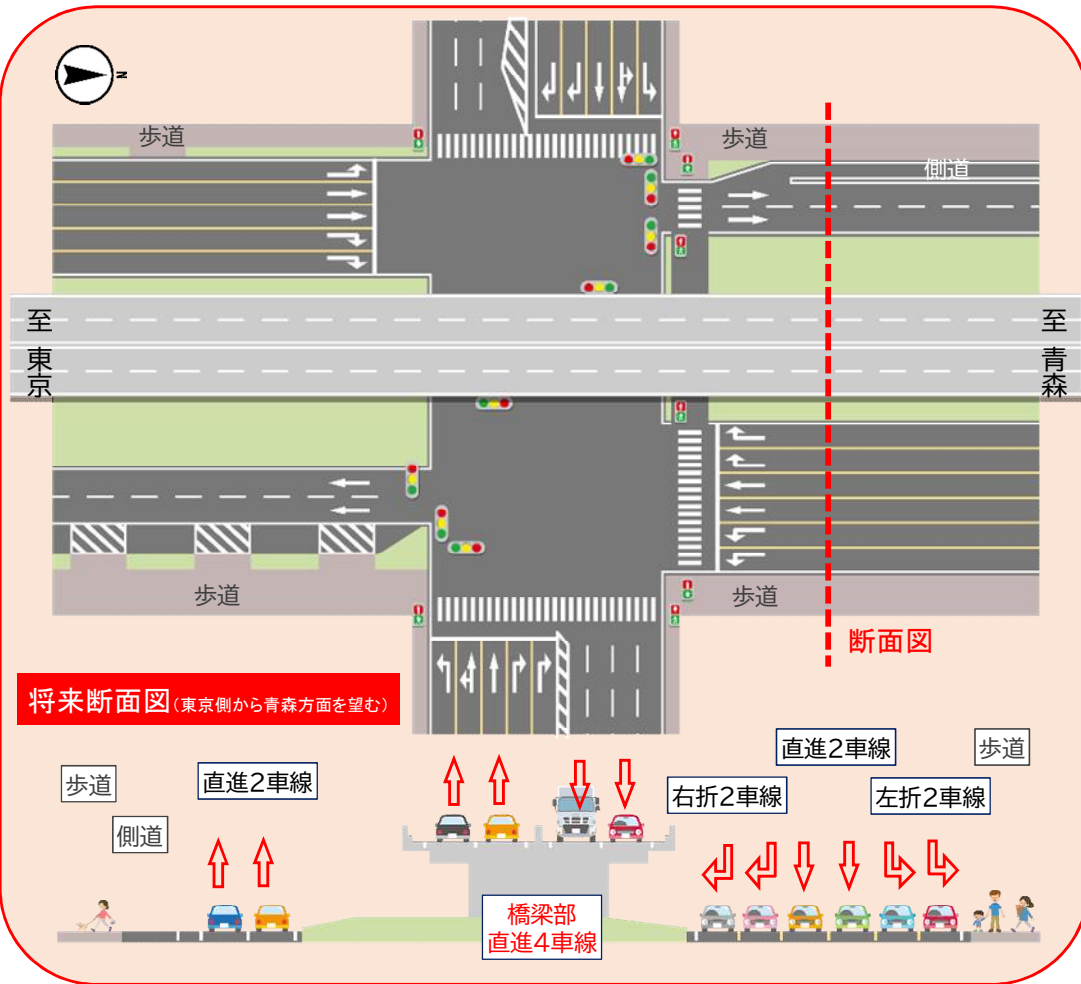 N
歩道
歩道
側道
至
東京
至
青森
歩道
歩道
断面図
将来断面図(東京側から青森方面を望む)
直進2車線
歩道
歩道
直進2車線
右折2車線
左折2車線
側道
橋梁部
直進4車線